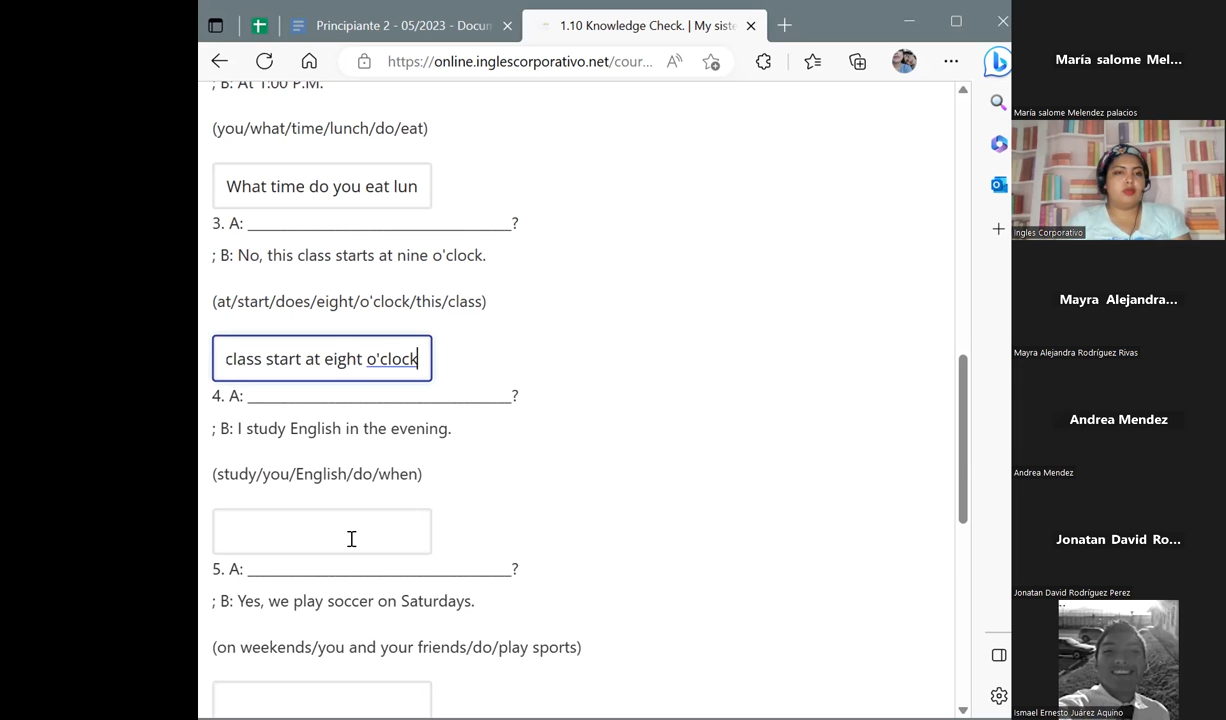 Principiante 2 - 05/2023 - Docun
1.10 Knowledge Check. | My siste
https://online.inglescorporativo.net/cour...
; B: At 1:00 P.M.
(you/what/time/lunch/do/eat)
What time do you eat lun
3. A: ______________________________?
; B: No, this class starts at nine o'clock.
(at/start/does/eight/o'clock/this/class)
class start at eight o'clock
4. A: ______________________________?
; B: I study English in the evening.
(study/you/English/do/when)
5. A: ______________________________?
; B: Yes, we play soccer on Saturdays.
(on weekends/you and your friends/do/play sports)
María salome Mel...
María salome Melendez palacios
Ingles Corporativo
Mayra Alejandra...
Mayra Alejandra Rodríguez Rivas
Andrea Mendez
Andrea Mendez
Jonatan David Ro...
Jonatan David Rodríguez Perez
Ismael Ernesto Juárez Aquino